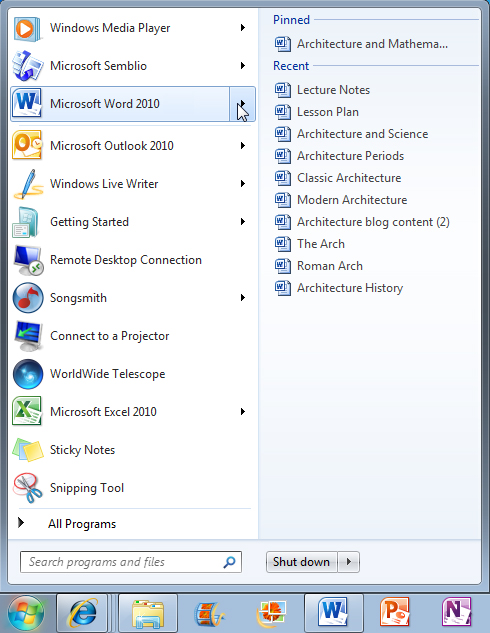 Windows Media Player
Microsoft Semblio
Microsoft Word 2010
Microsoft Outlook 2010
Windows Live Writer
Getting Started
Remote Desktop Connection
Songsmith
Connect to a Projector
WorldWide Telescope
Microsoft Excel 2010
Sticky Notes
Snipping Tool
All Programs
Search programs and files
Pinned
Architecture and Mathema...
Recent
Lecture Notes
Lesson Plan
Architecture and Science
Architecture Periods
Classic Architecture
Modern Architecture
Architecture blog content (2)
The Arch
Roman Arch
Architecture History
Shut down